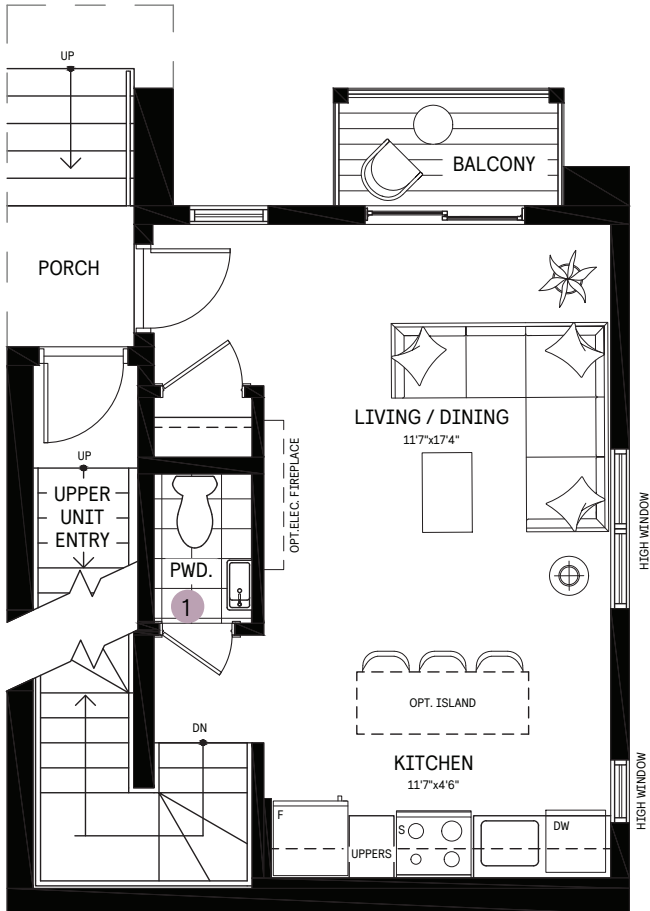 UP
BALCONY
PORCH
LIVING / DINING
11'7"x17'4"
OPT.ELEC. FIREPLACE
UP
UPPER
UNIT
ENTRY
HIGH WINDOW
PWD.
1
OPT. ISLAND
DN
KITCHEN
11'7"x4'6"
HIGH WINDOW
F
S
DW
UPPERS